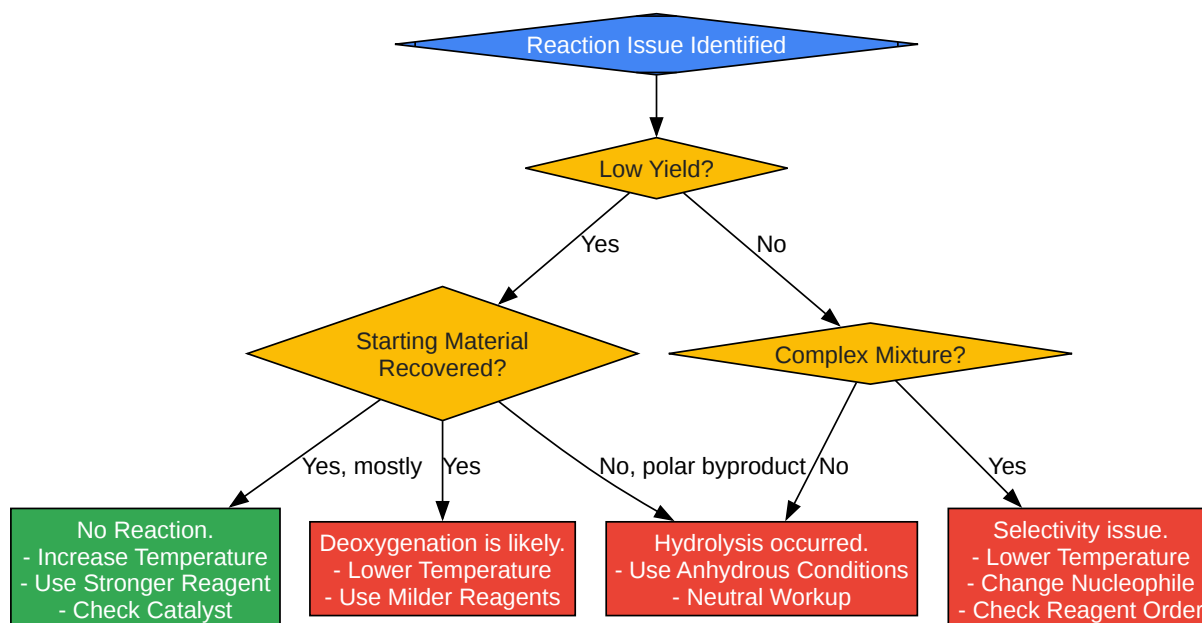 Reaction Issue Identified
Low Yield?
Yes
No
Starting Material
Recovered?
Complex Mixture?
Yes, mostly
Yes
No, polar byproduct
No
Yes
No Reaction.
- Increase Temperature
- Use Stronger Reagent
- Check Catalyst
Deoxygenation is likely.
- Lower Temperature
- Use Milder Reagents
Hydrolysis occurred.
- Use Anhydrous Conditions
- Neutral Workup
Selectivity issue.
- Lower Temperature
- Change Nucleophile
- Check Reagent Order